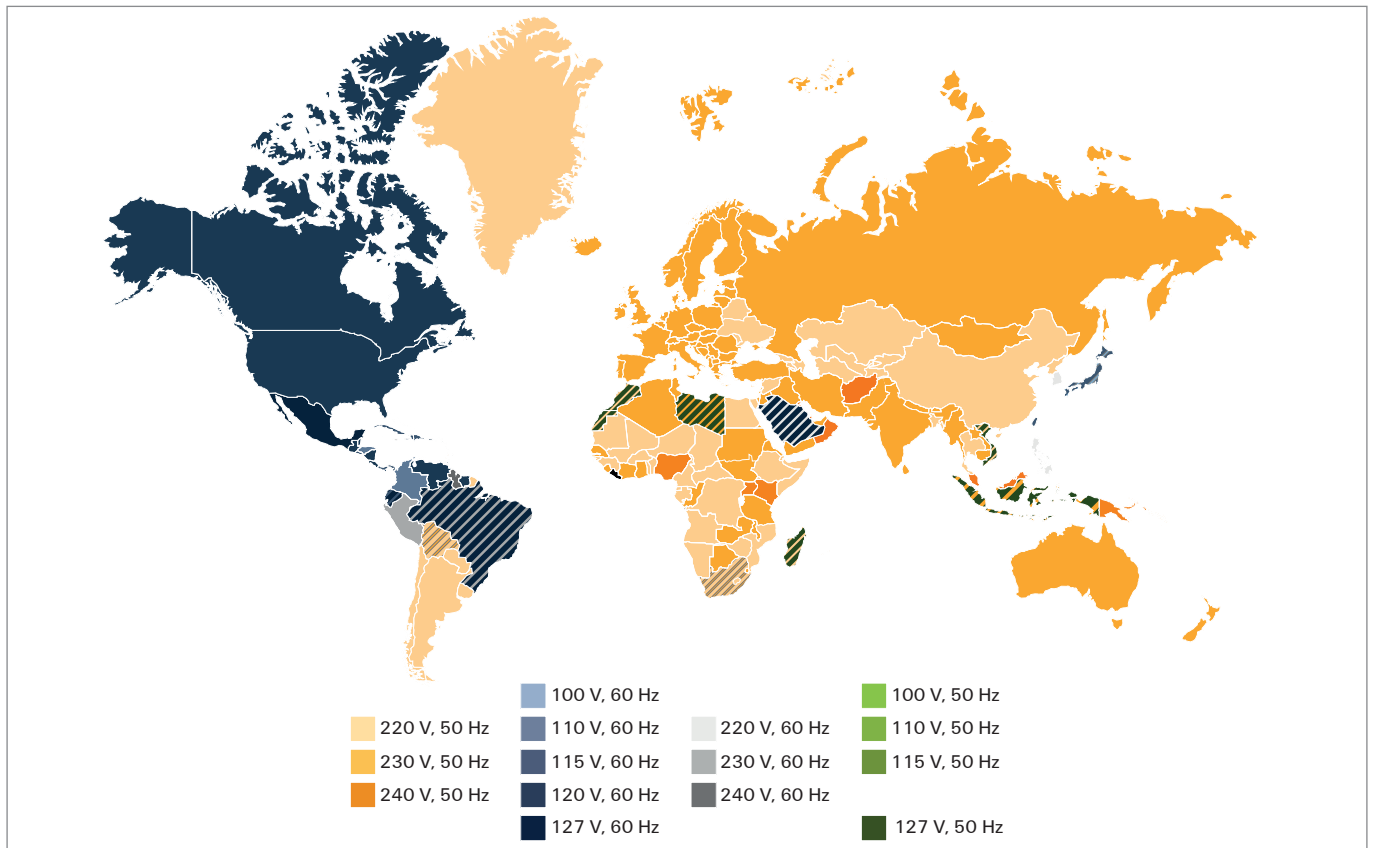 100 V, 60 Hz
100 V, 50 Hz
220 V, 50 Hz
110 V, 60 Hz
220 V, 60 Hz
110 V, 50 Hz
230 V, 50 Hz
115 V, 60 Hz
230 V, 60 Hz
115 V, 50 Hz
240 V, 50 Hz
120 V, 60 Hz
240 V, 60 Hz
127 V, 60 Hz
127 V, 50 Hz